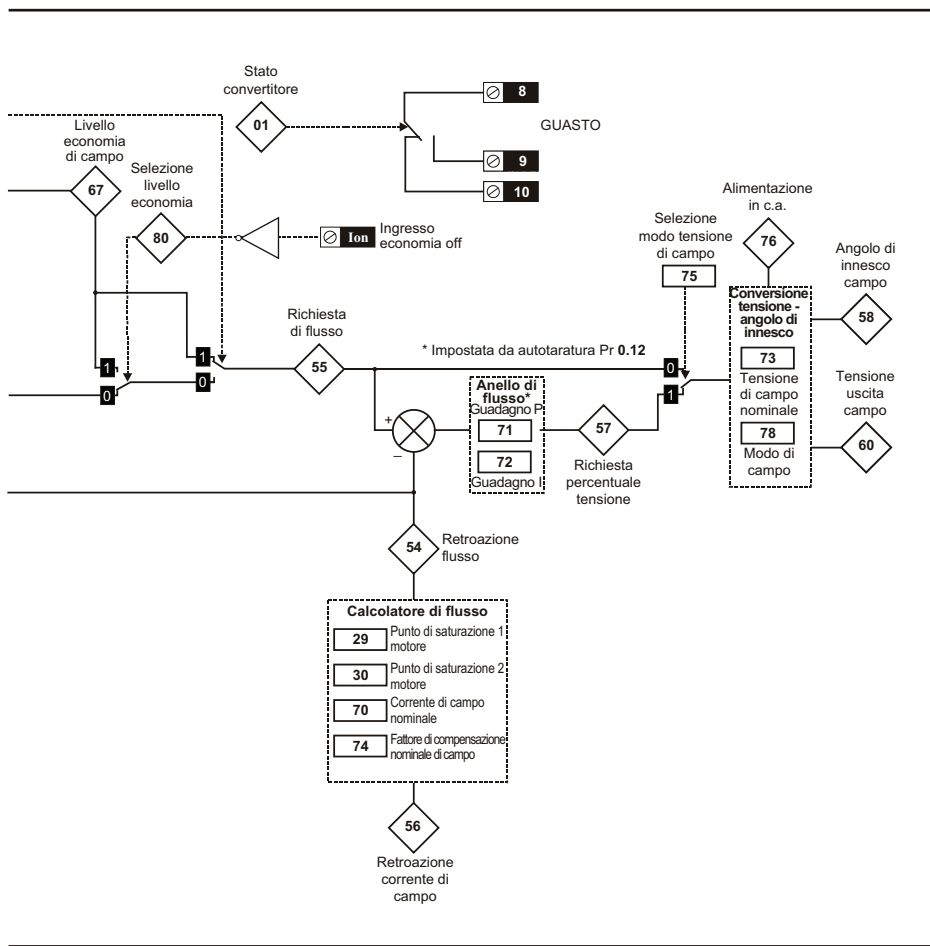 Stato
convertitore
01
8
GUASTO
9
10
Livello
economia
di campo
67
Selezione
livello
economia
80
Ion
Ingresso
economia off
Selezione
modo tensione
di campo
75
Alimentazione
in c.a.
76
Angolo di
innesco
campo
58
Conversione
tensione -
angolo di
innesco
73
Tensione
di campo
nominale
78
Modo di
campo
Tensione
uscita
campo
60
1
0
1
0
Richiesta
di flusso
55
* Impostata da autotaratura Pr 0.12
0
1
+
–
Anello di
flusso*
Guadagno P
71
72
Guadagno I
57
Richiesta
percentuale
tensione
54
Retroazione
flusso
Calcolatore di flusso
29 Punto di saturazione 1
motore
30 Punto di saturazione 2
motore
70 Corrente di campo
nominale
74 Fattore di compensazione
nominale di campo
56
Retroazione
corrente di
campo